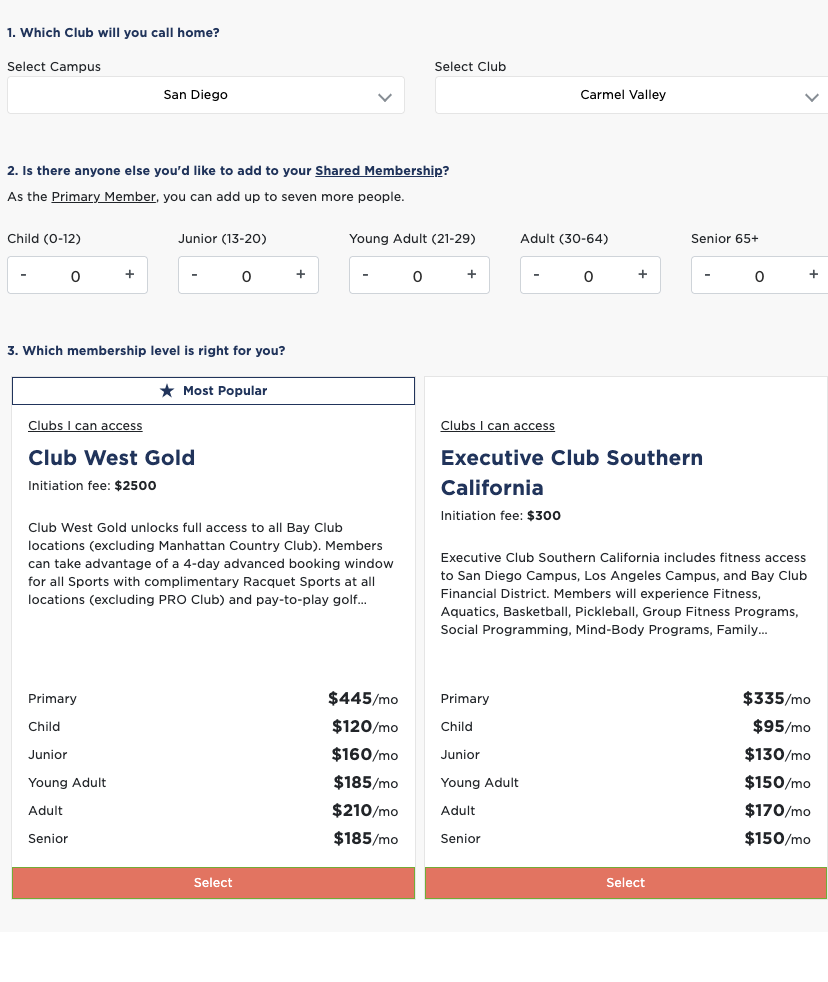 1. Which Club will you call home?
Select Campus
San Diego
Select Club
Carmel Valley
2. Is there anyone else you'd like to add to your Shared Membership?
As the Primary Member, you can add up to seven more people.
Child (0-12)
- 0 +
Junior (13-20)
- 0 +
Young Adult (21-29)
- 0 +
Adult (30-64)
- 0 +
Senior 65+
- 0 +
3. Which membership level is right for you?
★ Most Popular
Clubs I can access
Club West Gold
Initiation fee: $2500
Club West Gold unlocks full access to all Bay Club
locations (excluding Manhattan Country Club). Members
can take advantage of a 4-day advanced booking window
for all Sports with complimentary Racquet Sports at all
locations (excluding PRO Club) and pay-to-play golf...
Primary $445/mo
Child $120/mo
Junior $160/mo
Young Adult $185/mo
Adult $210/mo
Senior $185/mo
Select
Clubs I can access
Executive Club Southern
California
Initiation fee: $300
Executive Club Southern California includes fitness access
to San Diego Campus, Los Angeles Campus, and Bay Club
Financial District. Members will experience Fitness,
Aquatics, Basketball, Pickleball, Group Fitness Programs,
Social Programming, Mind-Body Programs, Family...
Primary $335/mo
Child $95/mo
Junior $130/mo
Young Adult $150/mo
Adult $170/mo
Senior $150/mo
Select